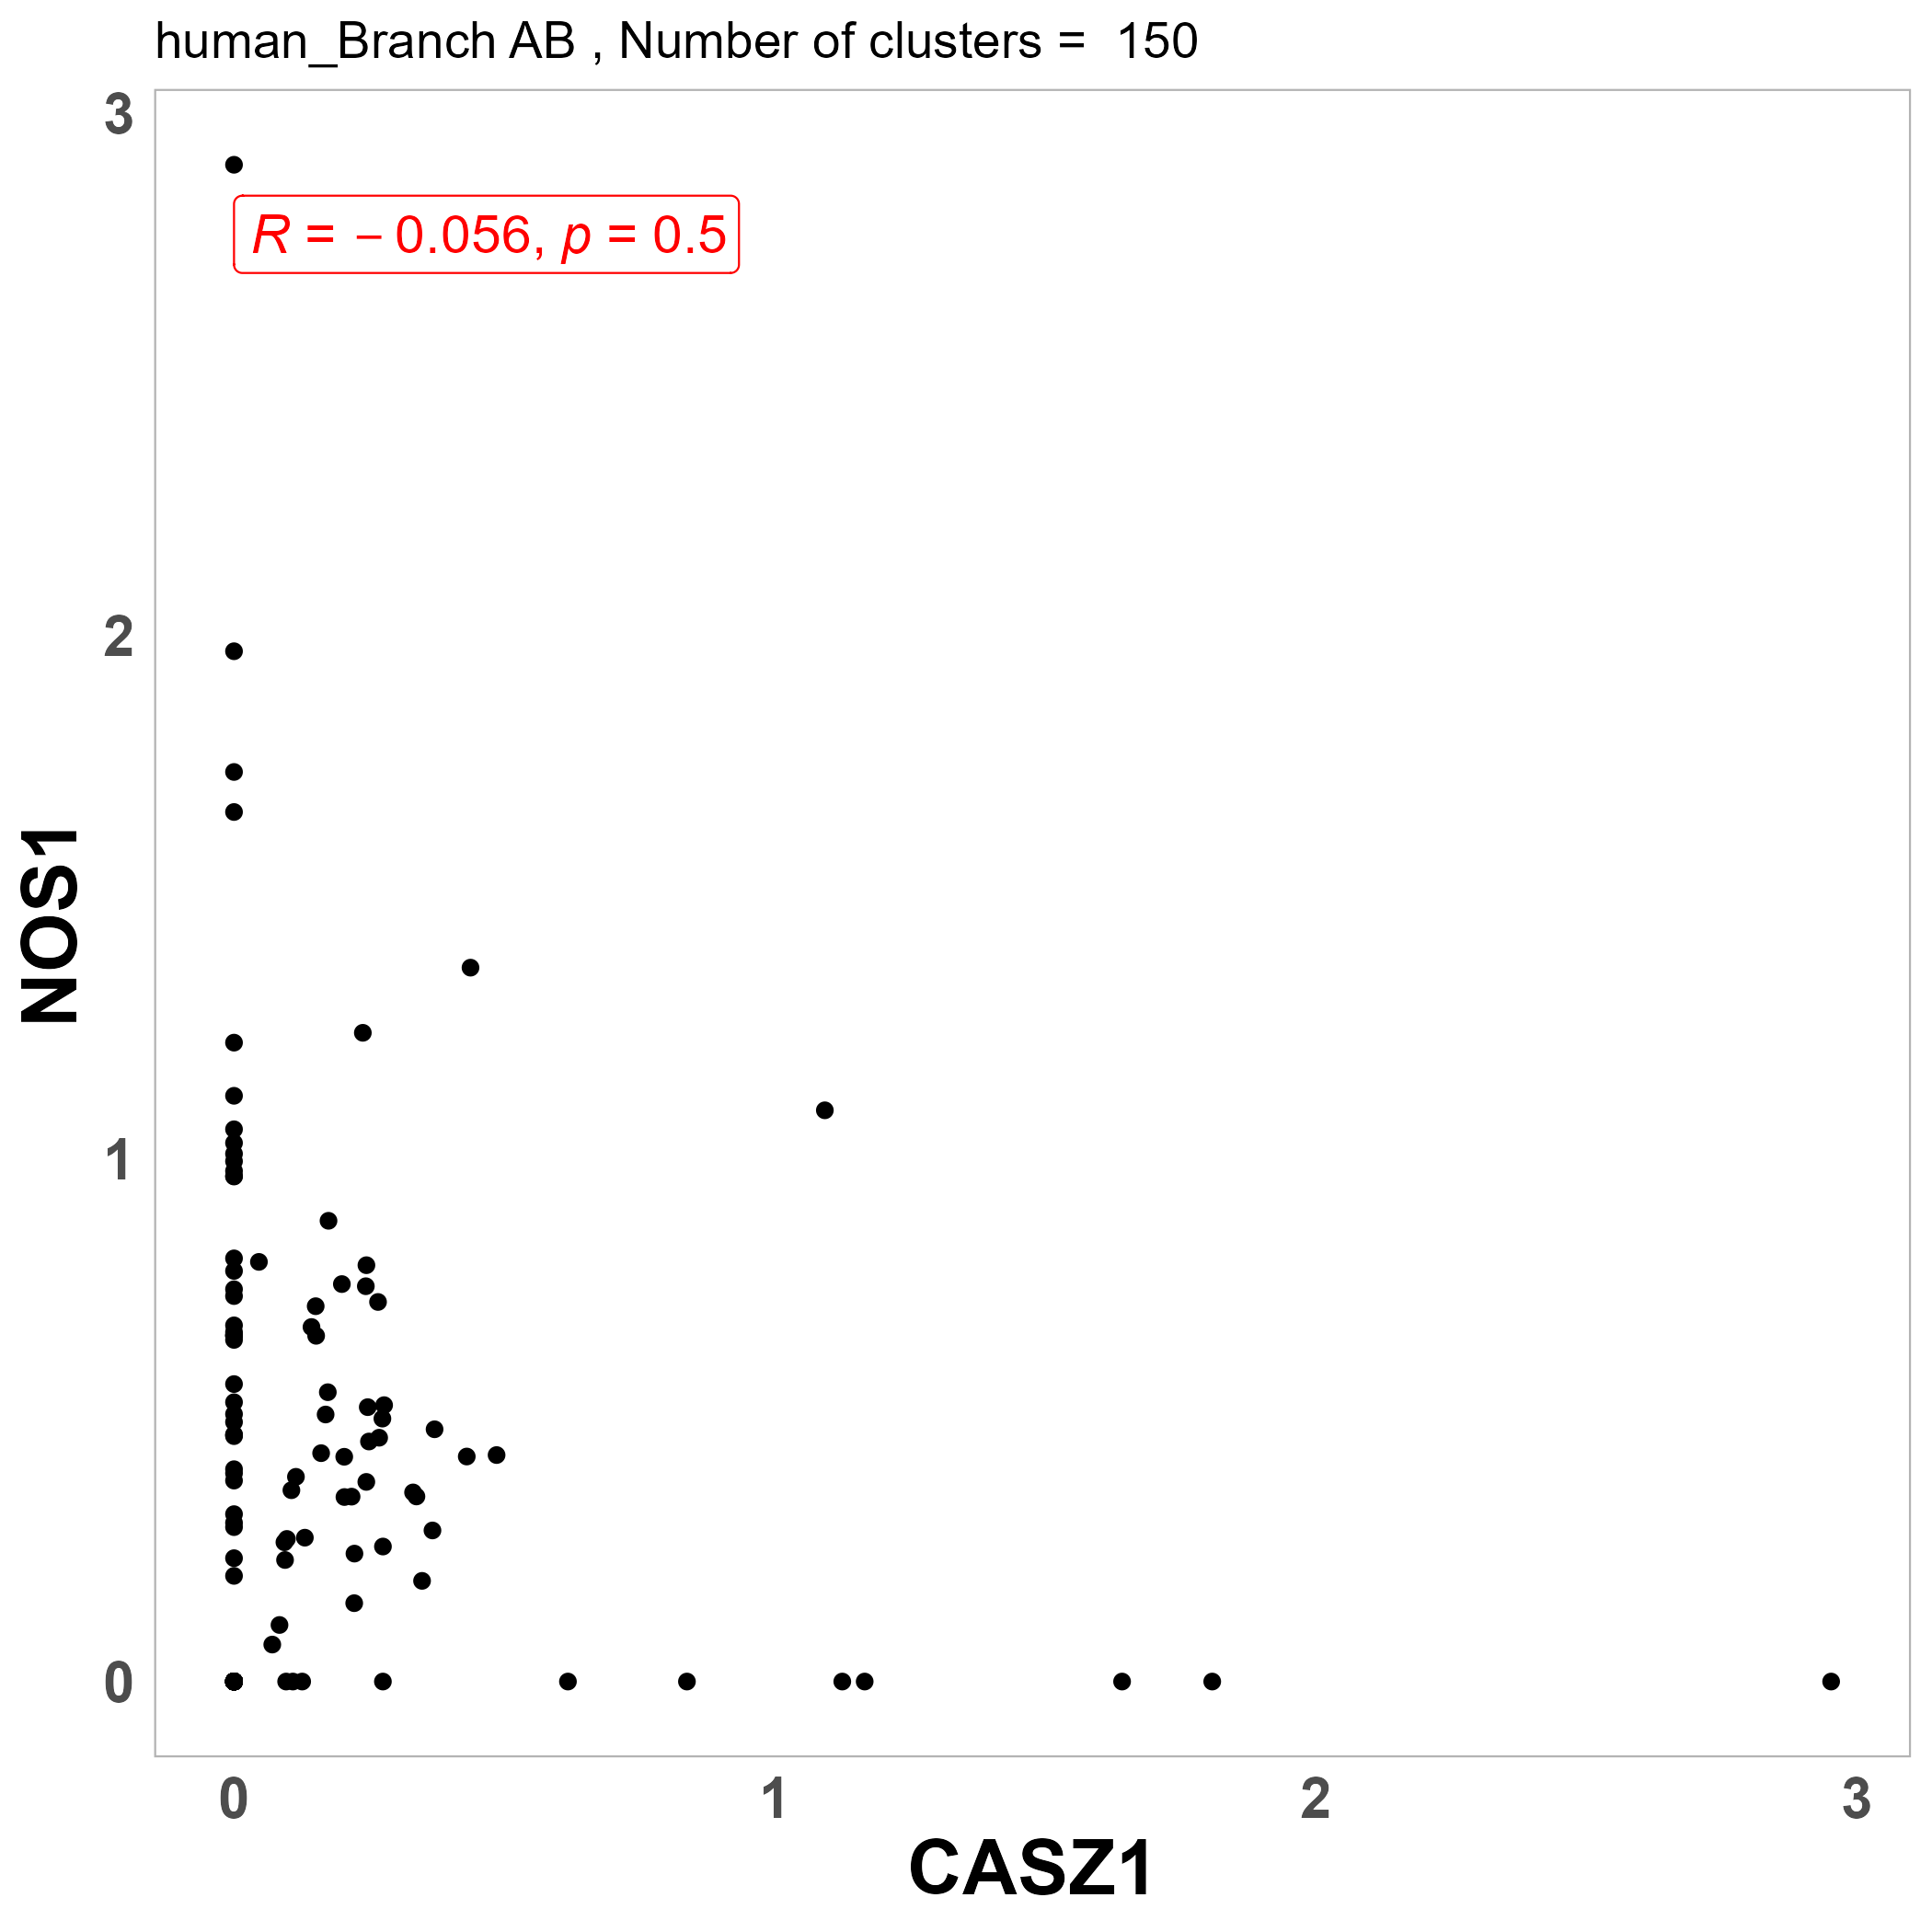 human_Branch AB , Number of clusters =  150
3
R = − 0.056, p = 0.5
2
NOS1
1
0
0 1 2 3
CASZ1